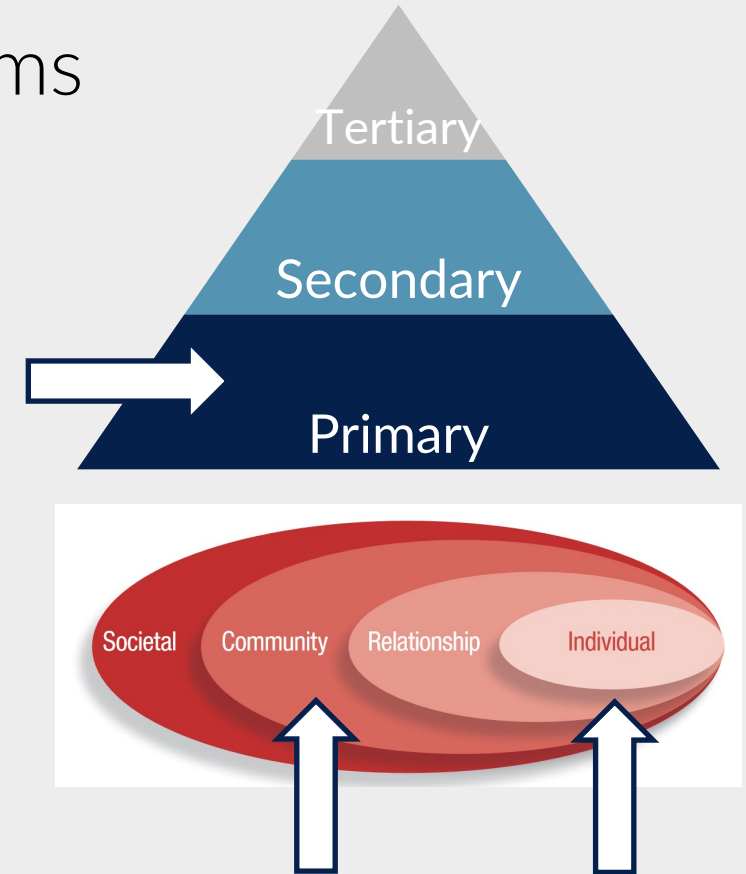 ms
Tertiary
Secondary
Primary
Societal Community Relationship Individual